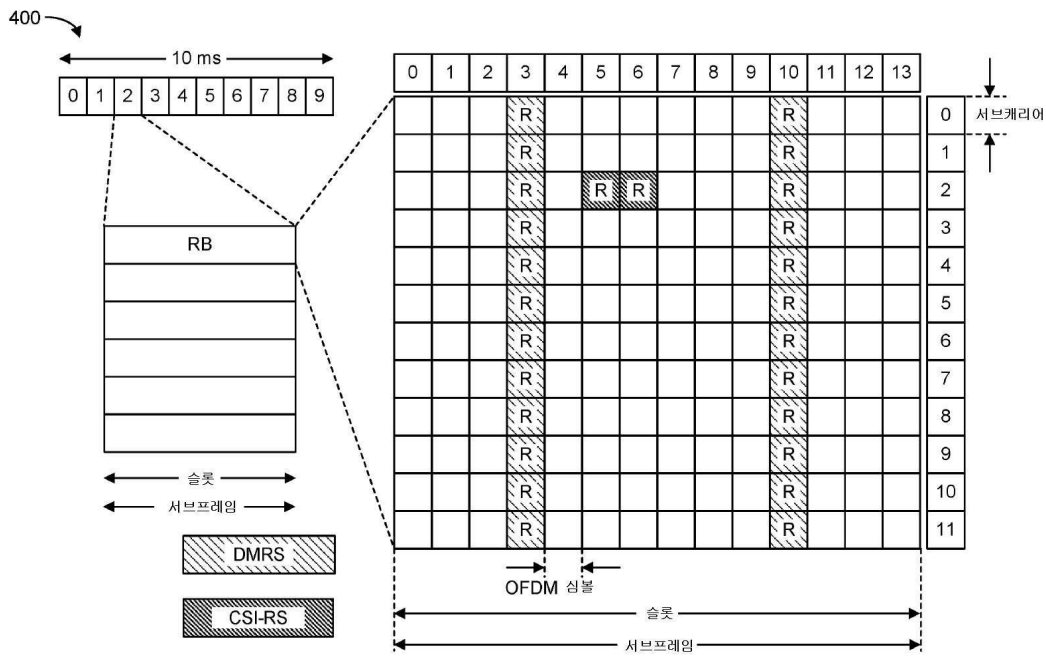 400
10 ms
0 1 2 3 4 5 6 7 8 9
0 1 2 3 4 5 6 7 8 9 10 11 12 13
R R 0 서브캐리어
R R 1
R R R R 2
RB
R R 3
R R 4
R R 5
R R 6
R R 7
R R 8
R R 9
R R 10
R R 11
슬롯
서브프레임
DMRS
CSI-RS
OFDM 심볼
슬롯
서브프레임